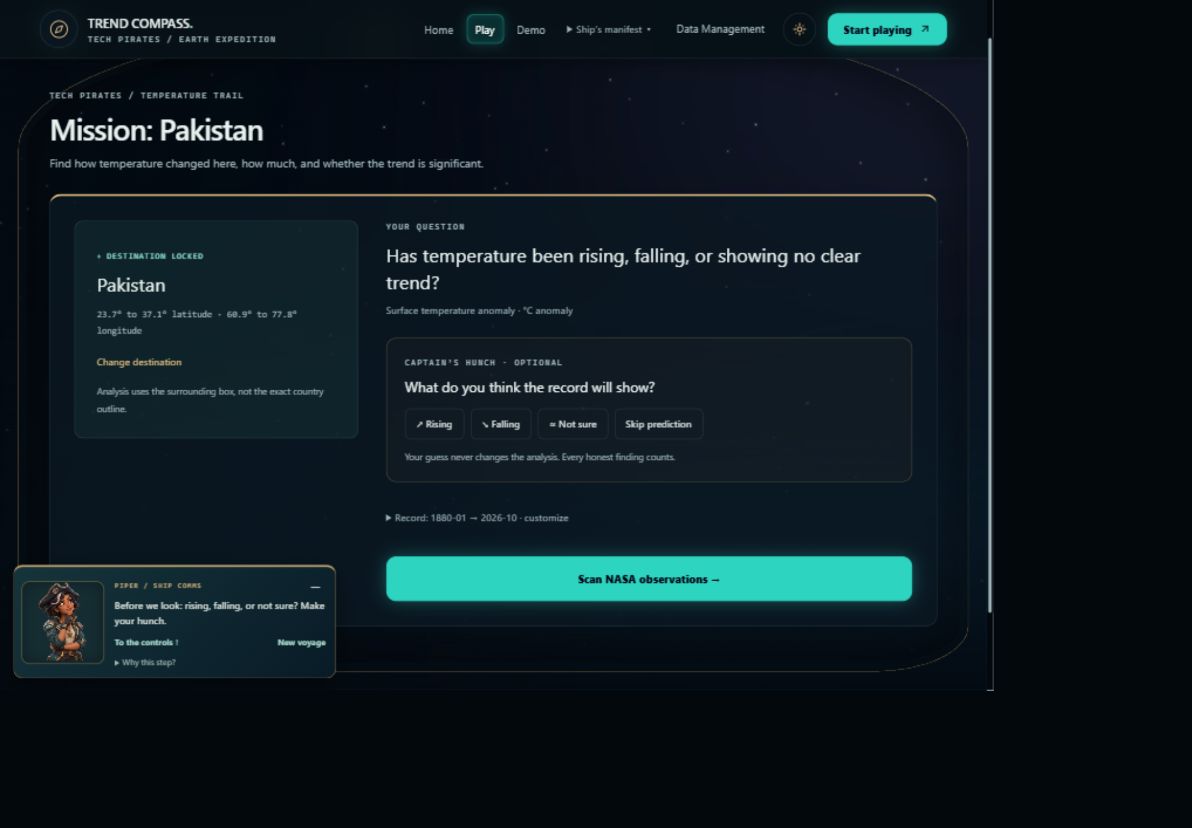 TREND COMPASS.
TECH PIRATES / EARTH EXPEDITION
Home
Play
Demo
▶ Ship's manifest ▾
Data Management
Start playing ↗
TECH PIRATES / TEMPERATURE TRAIL
Mission: Pakistan
Find how temperature changed here, how much, and whether the trend is significant.
DESTINATION LOCKED
Pakistan
23.7° to 37.1° latitude · 60.9° to 77.8°
longitude
Change destination
Analysis uses the surrounding box, not the exact country
outline.
YOUR QUESTION
Has temperature been rising, falling, or showing no clear
trend?
Surface temperature anomaly · °C anomaly
CAPTAIN'S HUNCH · OPTIONAL
What do you think the record will show?
↗ Rising
↘ Falling
≈ Not sure
Skip prediction
Your guess never changes the analysis. Every honest finding counts.
▶ Record: 1880-01 → 2026-10 · customize
Scan NASA observations →
PIPER / SHIP COMMS
Before we look: rising, falling, or not sure? Make
your hunch.
To the controls ↑
New voyage
▶ Why this step?